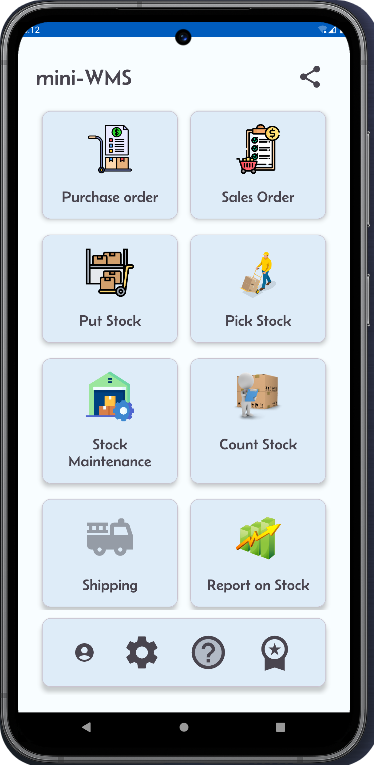 :12
mini-WMS
Purchase order
Sales Order
Put Stock
Pick Stock
Stock
Maintenance
Count Stock
Shipping
Report on Stock